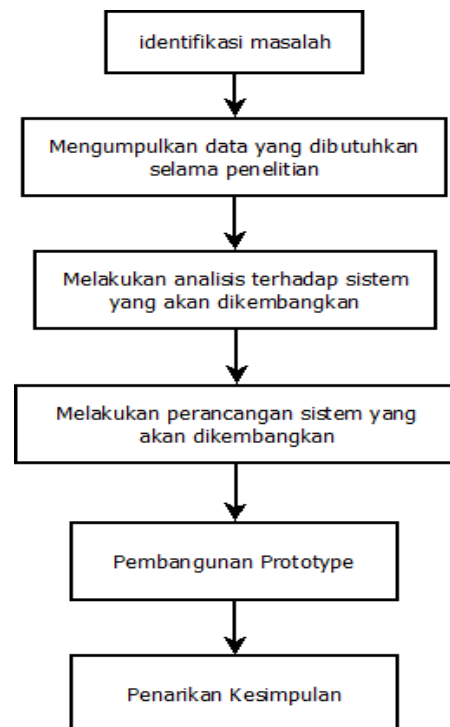 identifikasi masalah
Mengumpulkan data yang dibutuhkan
selama penelitian
Melakukan analisis terhadap sistem
yang akan dikembangkan
Melakukan perancangan sistem yang
akan dikembangkan
Pembangunan Prototype
Penarikan Kesimpulan